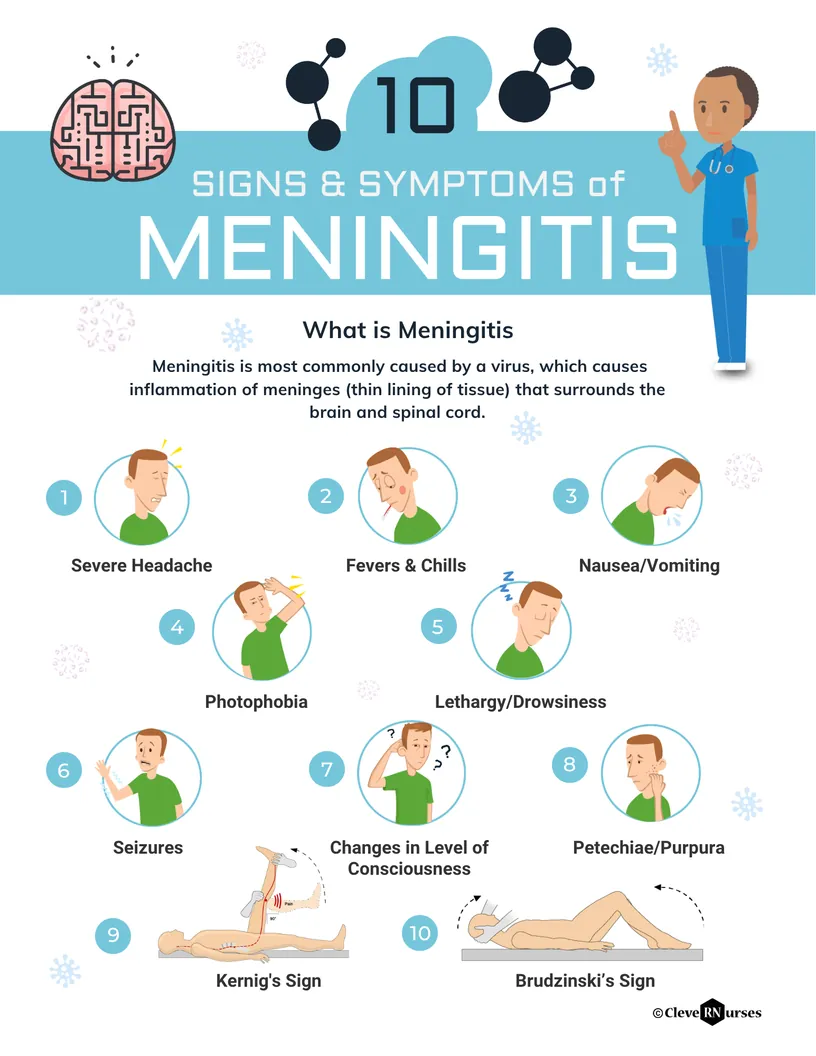 10
SIGNS & SYMPTOMS of
MENINGITIS
What is Meningitis
Meningitis is most commonly caused by a virus, which causes
inflammation of meninges (thin lining of tissue) that surrounds the
brain and spinal cord.
1
Severe Headache
2
Fevers & Chills
3
Nausea/Vomiting
4
Photophobia
5
z z z z
Lethargy/Drowsiness
6
Seizures
7
? ? ?
Changes in Level of
Consciousness
8
Petechiae/Purpura
9
Pain
90°
Kernig's Sign
10
Brudzinski’s Sign
©CleveRNurses